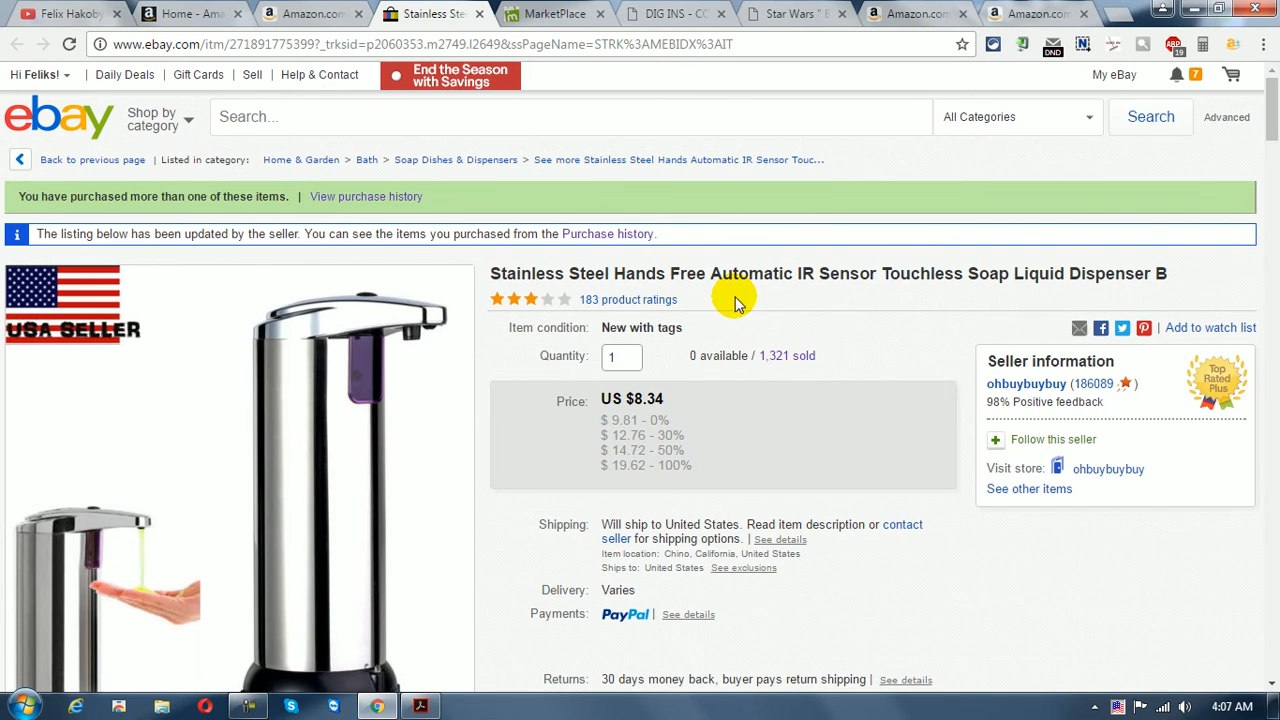 Felix Hakoby
Home - Ama
Amazon.com
Stainless Ste
MarketPlace
DIG INS - CC
Star Wars - E
Amazon.com
Amazon.com
www.ebay.com/itm/271891775399?_trksid=p2060353.m2749.l2649&ssPageName=STRK%3AMEBIDX%3AIT
DND
ABP
19
a
Hi Feliks!
Daily Deals
Gift Cards
Sell
Help & Contact
End the Season
with Savings
My eBay
7
ebay
Shop by
category
Search...
All Categories
Search
Advanced
Back to previous page | Listed in category: Home & Garden > Bath > Soap Dishes & Dispensers > See more Stainless Steel Hands Automatic IR Sensor Touc...
You have purchased more than one of these items. | View purchase history
i The listing below has been updated by the seller. You can see the items you purchased from the Purchase history.
USA SELLER
Stainless Steel Hands Free Automatic IR Sensor Touchless Soap Liquid Dispenser B
183 product ratings
Item condition: New with tags
Quantity: 1 0 available / 1,321 sold
Price: US $8.34
$ 9.81 - 0%
$ 12.76 - 30%
$ 14.72 - 50%
$ 19.62 - 100%
Shipping: Will ship to United States. Read item description or contact
seller for shipping options. | See details
Item location: Chino, California, United States
Ships to: United States See exclusions
Delivery: Varies
Payments: PayPal | See details
Returns: 30 days money back, buyer pays return shipping | See details
f
Add to watch list
Seller information
ohbuybuybuy (186089 )
98% Positive feedback
Top
Rated
Plus
Follow this seller
Visit store: ohbuybuybuy
See other items
4:07 AM